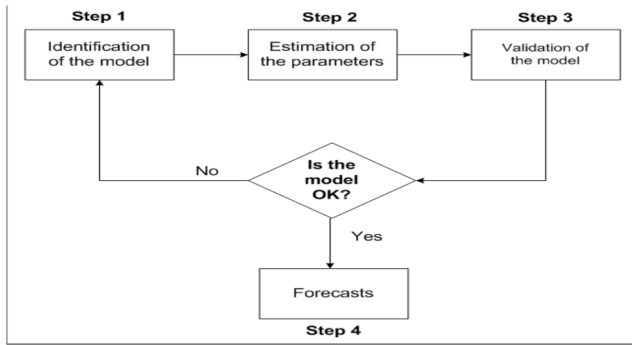 Step 1
Step 2
Step 3
Identification
of the model
Estimation of
the parameters
Validation of
the model
No
Is the
model
OK?
Yes
Forecasts
Step 4